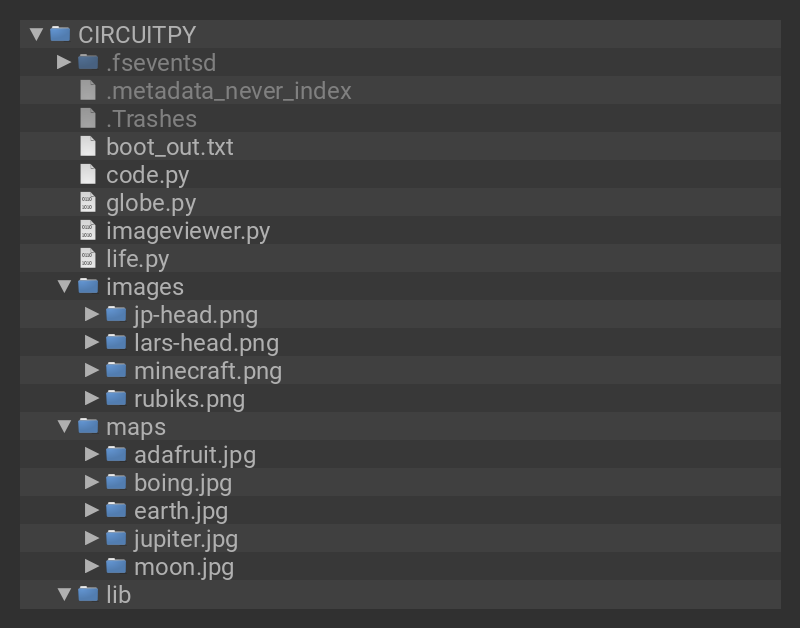 CIRCUITPY
.fseventsd
.metadata_never_index
.Trashes
boot_out.txt
code.py
globe.py
imageviewer.py
life.py
images
jp-head.png
lars-head.png
minecraft.png
rubiks.png
maps
adafruit.jpg
boing.jpg
earth.jpg
jupiter.jpg
moon.jpg
lib